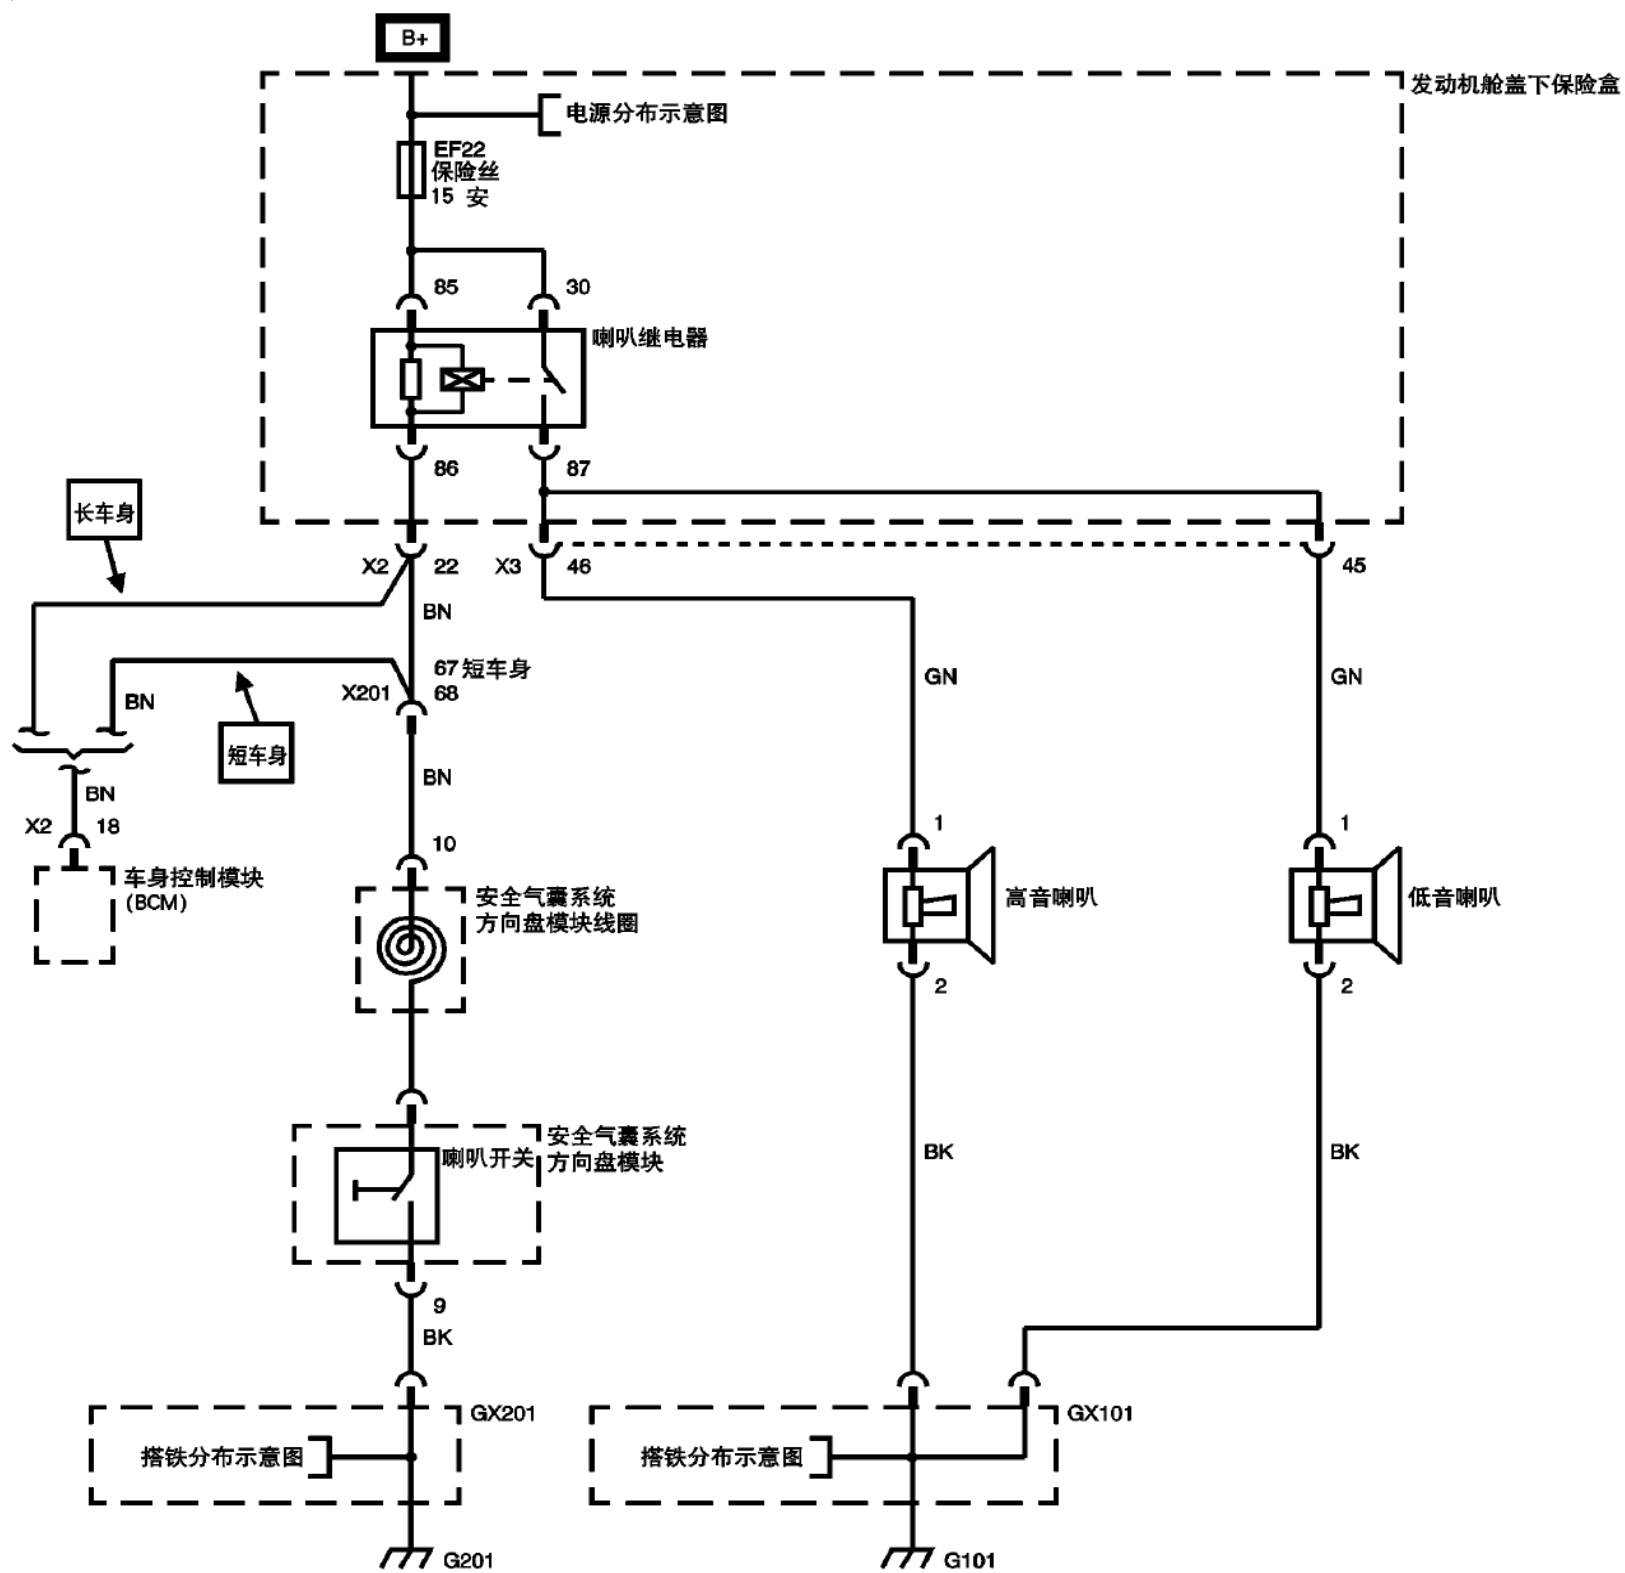 B+
发动机舱盖下保险盒
电源分布示意图
EF22
保险丝
15 安
85
30
喇叭继电器
86
87
长车身
X2
22
X3
46
45
BN
67 短车身
X201
68
BN
GN
GN
短车身
BN
BN
X2
18
10
1
1
车身控制模块
(BCM)
安全气囊系统
方向盘模块线圈
高音喇叭
低音喇叭
2
2
安全气囊系统
方向盘模块
喇叭开关
BK
BK
9
BK
GX201
GX101
搭铁分布示意图
搭铁分布示意图
G201
G101